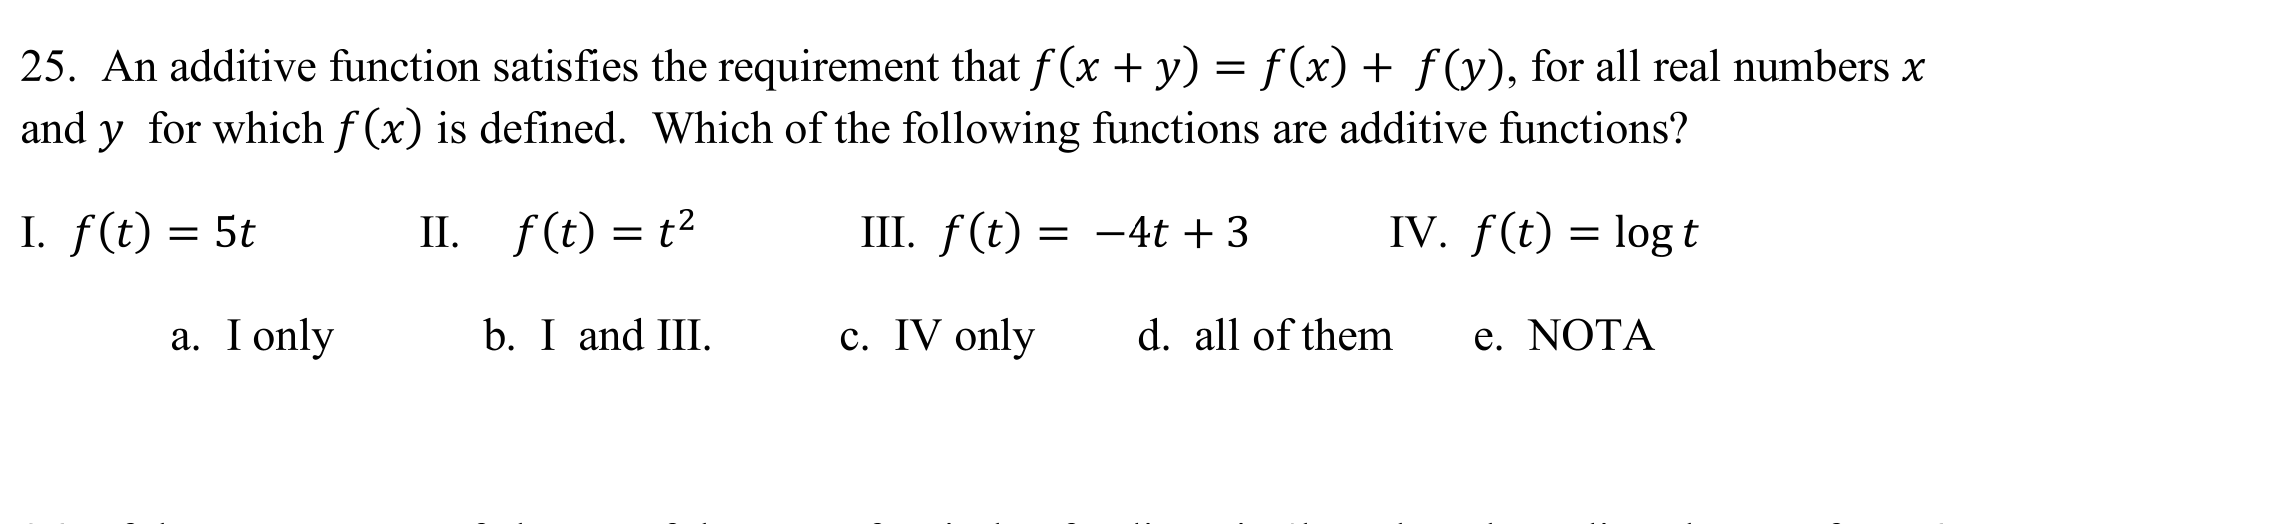 25. An additive function satisfies the requirement that f(x + y) = f(x) + f(y), for all real numbers x
and y for which f(x) is defined. Which of the following functions are additive functions?
I. f(t) = 5t II. f(t) = t² III. f(t) = −4t + 3 IV. f(t) = log t
a. I only b. I and III. c. IV only d. all of them e. NOTA